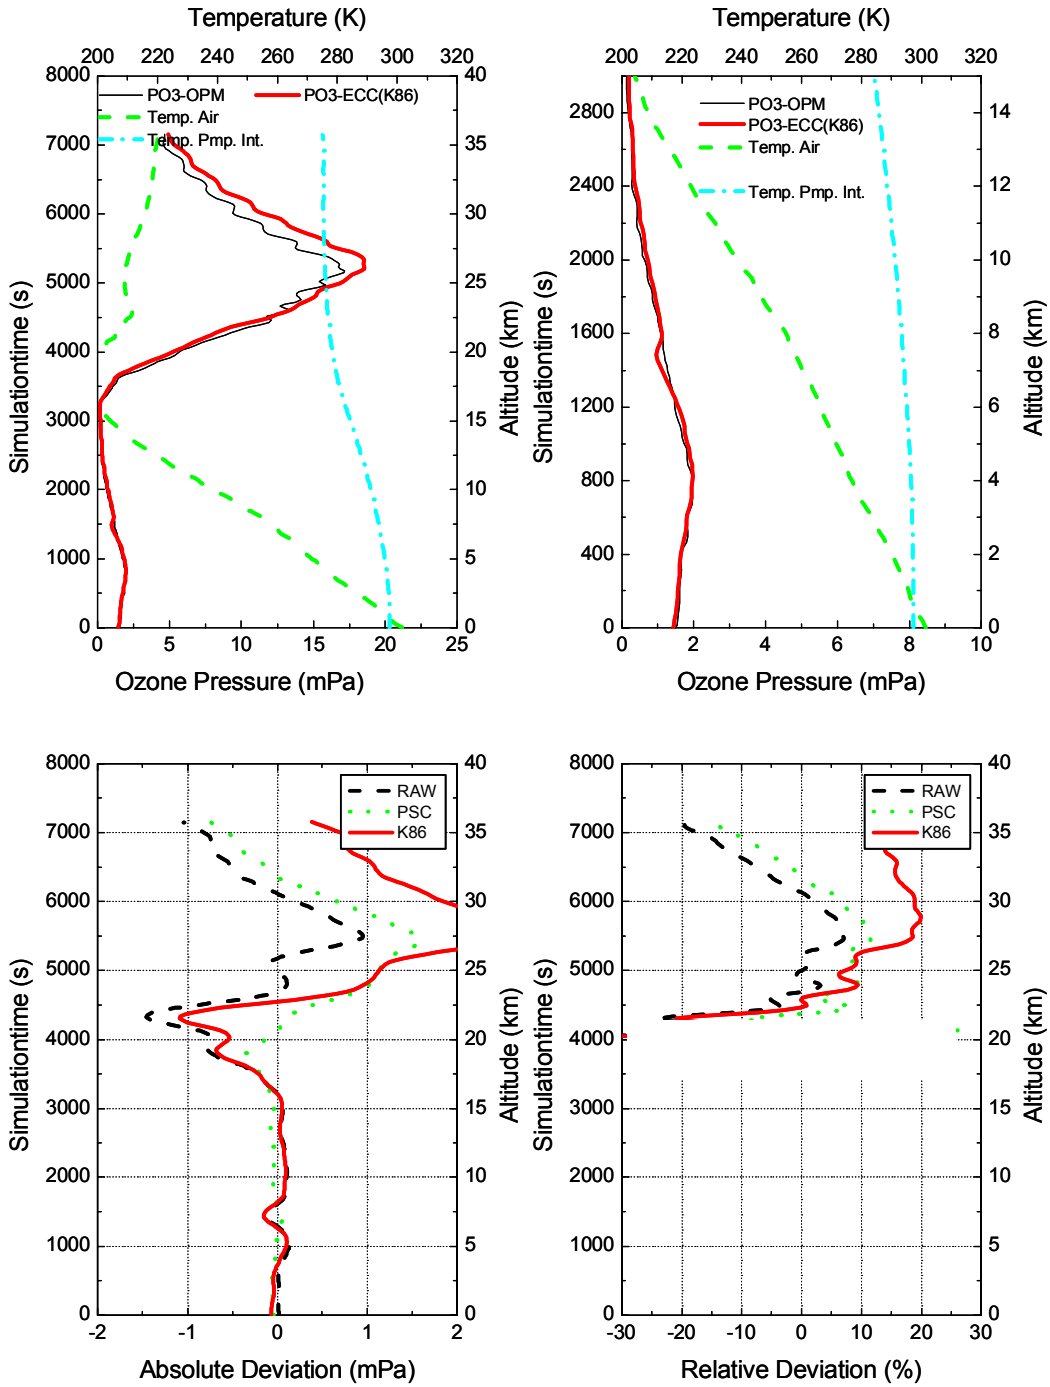 Temperature (K)
200 220 240 260 280 300 320
8000 7000 6000 5000 4000 3000 2000 1000 0
Simulationtime (s)
PO3-OPM PO3-ECC(K86)
Temp. Air
Temp. Pmp. Int.
40 35 30 25 20 15 10 5 0
Altitude (km)
0 5 10 15 20 25
Ozone Pressure (mPa)
Temperature (K)
200 220 240 260 280 300 320
2800 2400 2000 1600 1200 800 400 0
Simulationtime (s)
PO3-OPM
PO3-ECC(K86)
Temp. Air
Temp. Pmp. Int.
14 12 10 8 6 4 2 0
Altitude (km)
0 2 4 6 8 10
Ozone Pressure (mPa)
8000 7000 6000 5000 4000 3000 2000 1000 0
Simulationtime (s)
RAW
PSC
K86
40 35 30 25 20 15 10 5 0
Altitude (km)
-2 -1 0 1 2
Absolute Deviation (mPa)
8000 7000 6000 5000 4000 3000 2000 1000 0
Simulationtime (s)
RAW
PSC
K86
40 35 30 25 20 15 10 5 0
Altitude (km)
-30 -20 -10 0 10 20 30
Relative Deviation (%)